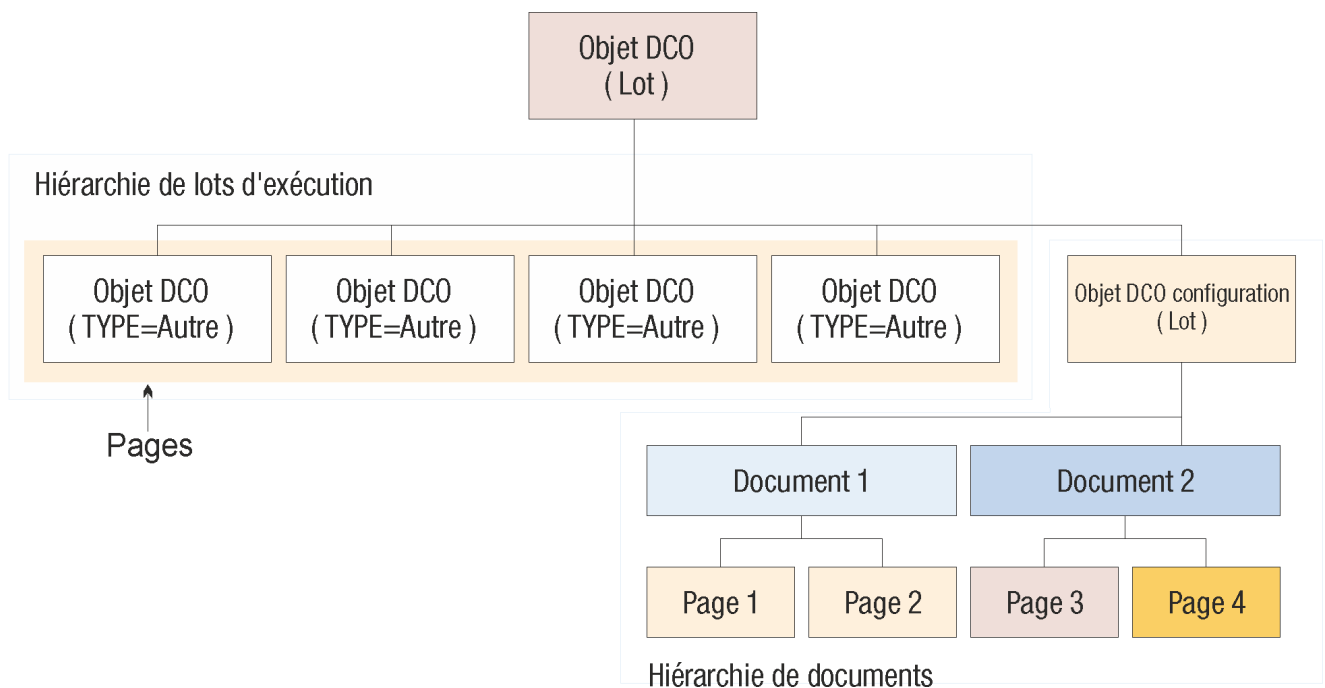 Objet DCO
( Lot )
Hiérarchie de lots d'exécution
Objet DCO
( TYPE=Autre )
Objet DCO
( TYPE=Autre )
Objet DCO
( TYPE=Autre )
Objet DCO
( TYPE=Autre )
Objet DCO configuration
( Lot )
Pages
Document 1
Document 2
Page 1
Page 2
Page 3
Page 4
Hiérarchie de documents